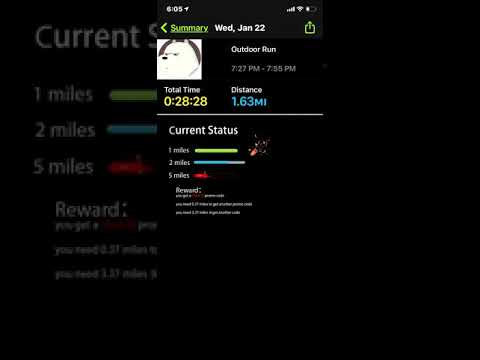 6:05
Summary
Wed, Jan 22
Outdoor Run
7:27 PM - 7:55 PM
Total Time
Distance
0:28:28
1.63MI
Current Status
1 miles
2 miles
5 miles
Reward:
you get a promo code
you need 0.37 miles to get another promo code
you need 3.37 miles to get another code
Current Status
1 miles
2 miles
5 miles
Reward:
you get a
you need 0.37 miles
you need 3.37 miles